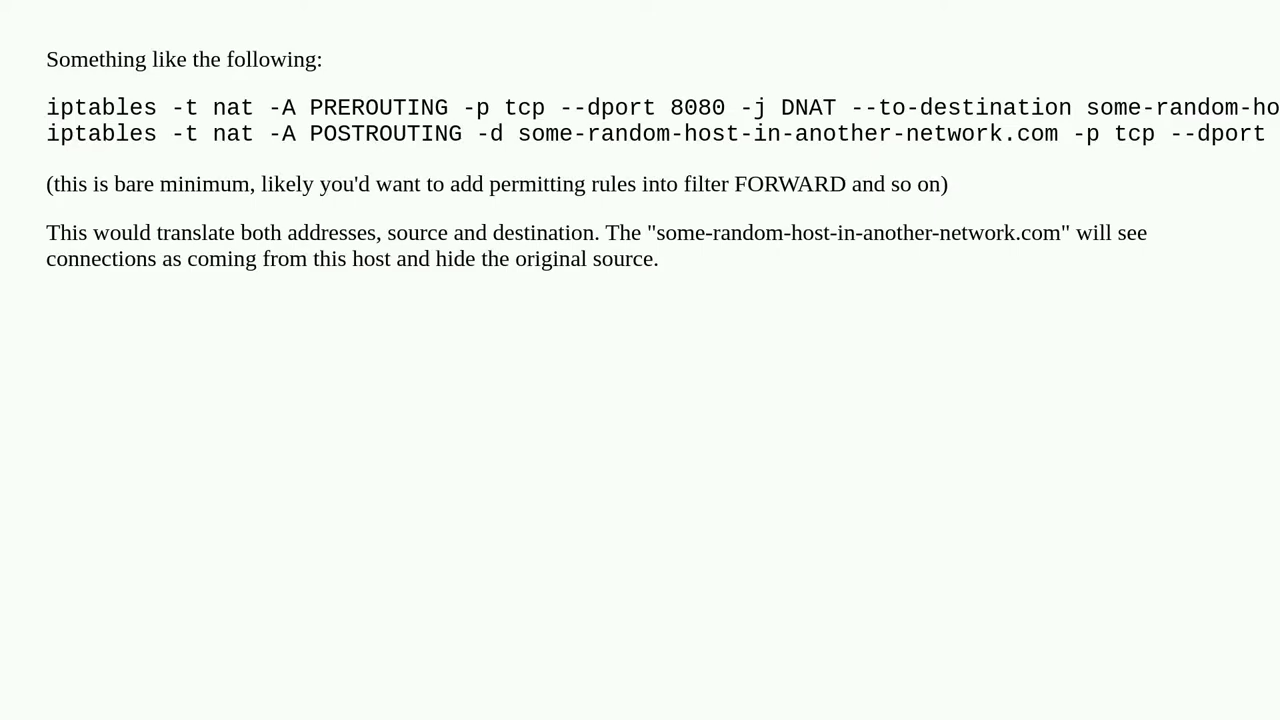 Something like the following:
iptables -t nat -A PREROUTING -p tcp --dport 8080 -j DNAT --to-destination some-random-ho
iptables -t nat -A POSTROUTING -d some-random-host-in-another-network.com -p tcp --dport
(this is bare minimum, likely you'd want to add permitting rules into filter FORWARD and so on)
This would translate both addresses, source and destination. The "some-random-host-in-another-network.com" will see
connections as coming from this host and hide the original source.